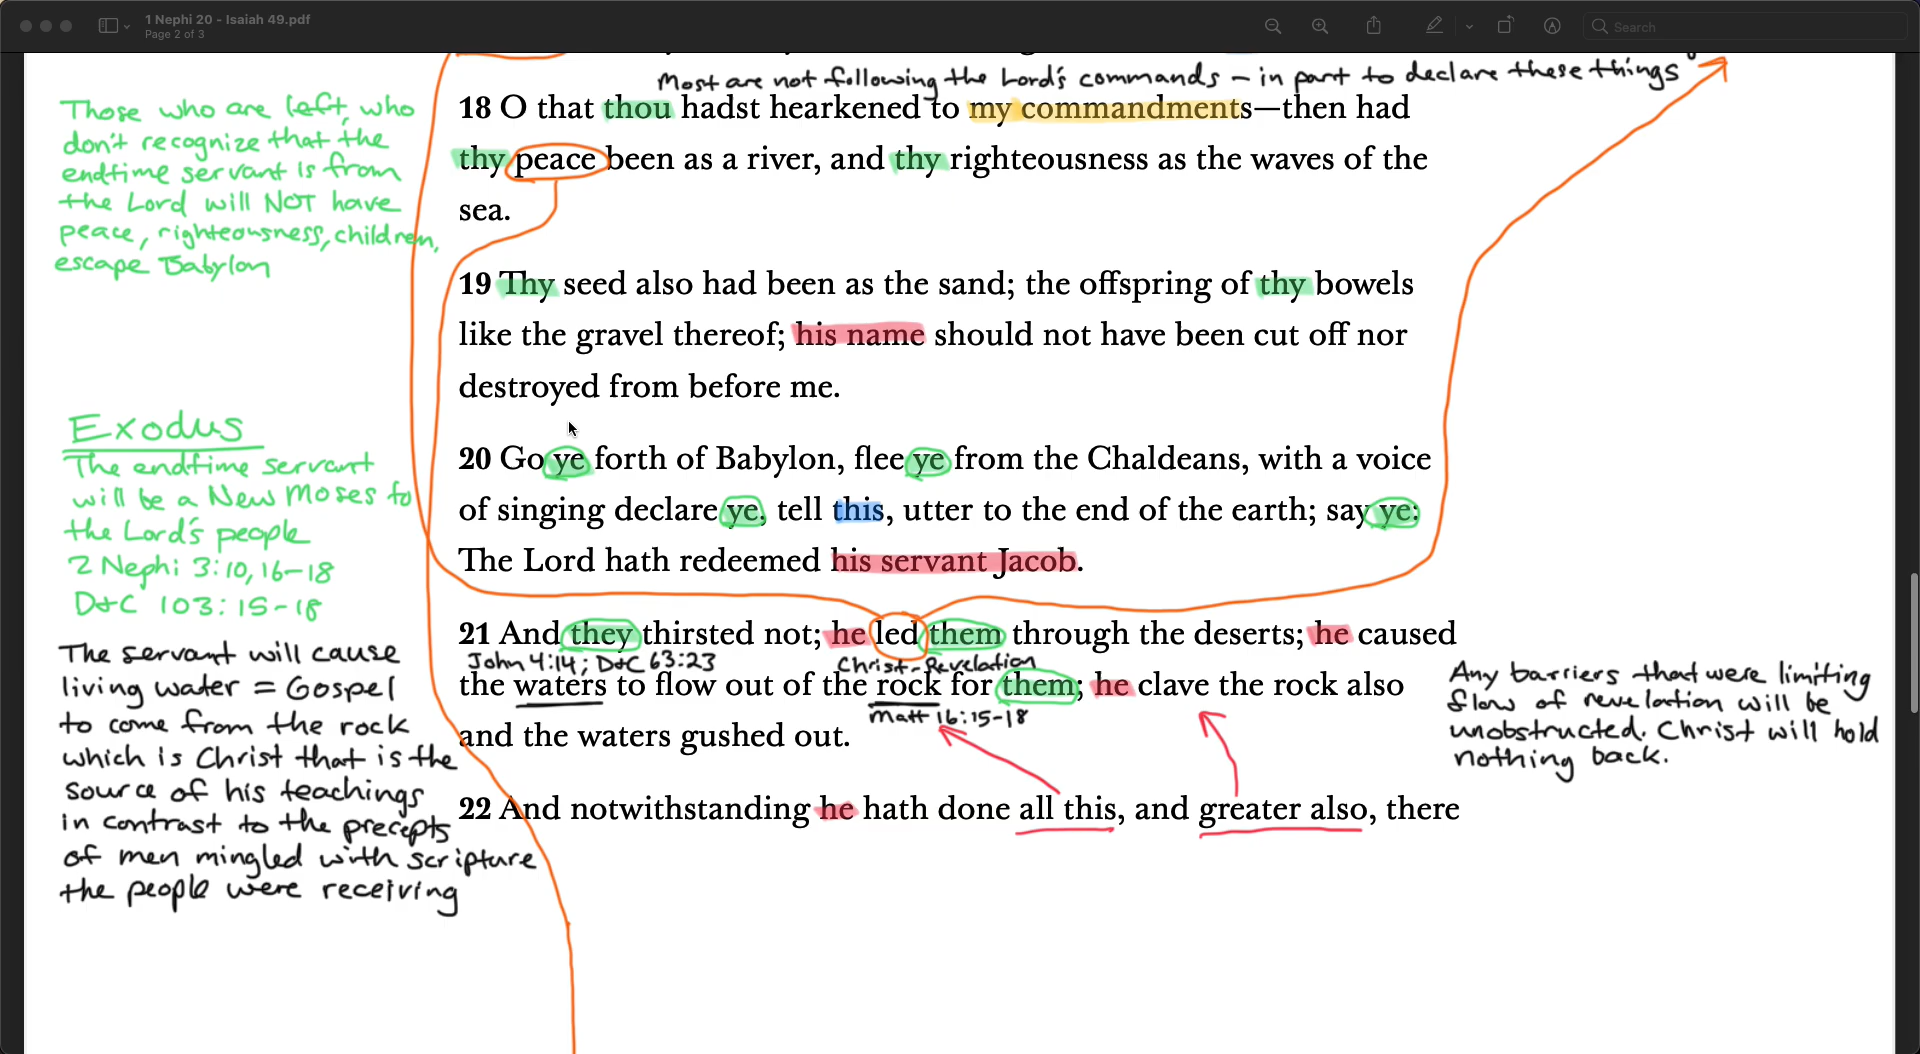 1 Nephi 20 - Isaiah 49.pdf
Page 2 of 3
Search
Most are not following the Lord's commands - in part to declare these things
Those who are left, who
don't recognize that the
endtime servant is from
the Lord will NOT have
peace, righteousness, children,
escape Babylon
18 O that thou hadst hearkened to my commandments—then had
thy peace been as a river, and thy righteousness as the waves of the
sea.
19 Thy seed also had been as the sand; the offspring of thy bowels
like the gravel thereof; his name should not have been cut off nor
destroyed from before me.
Exodus
The endtime servant
will be a New Moses to
the Lord's people
2 Nephi 3:10, 16-18
D+C 103:15-18
20 Go ye forth of Babylon, flee ye from the Chaldeans, with a voice
of singing declare ye, tell this, utter to the end of the earth; say ye:
The Lord hath redeemed his servant Jacob.
The servant will cause
living water = Gospel
to come from the rock
which is Christ that is the
source of his teachings
in contrast to the precepts
of men mingled with scripture
the people were receiving
21 And they thirsted not; he led them through the deserts; he caused
John 4:14; D+C 63:23
Christ-Revelation
the waters to flow out of the rock for them; he clave the rock also
Matt 16:15-18
and the waters gushed out.
Any barriers that were limiting
flow of revelation will be
unobstructed. Christ will hold
nothing back.
22 And notwithstanding he hath done all this, and greater also, there